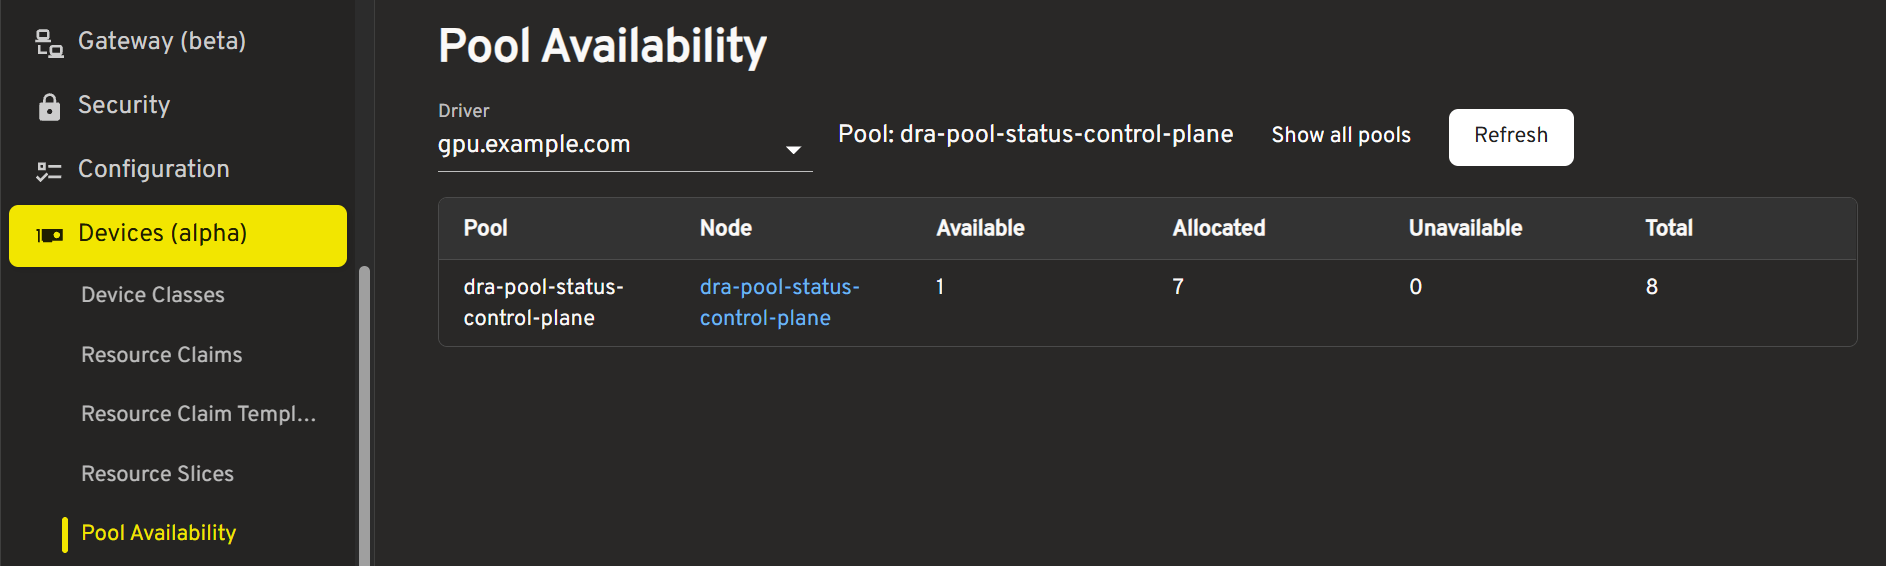 Gateway (beta)
Security
Configuration
Devices (alpha)
Device Classes
Resource Claims
Resource Claim Templ...
Resource Slices
Pool Availability
Pool Availability
Driver
gpu.example.com
Pool: dra-pool-status-control-plane
Show all pools
Refresh
Pool Node Available Allocated Unavailable Total
dra-pool-status- dra-pool-status- 1 7 0 8
control-plane control-plane